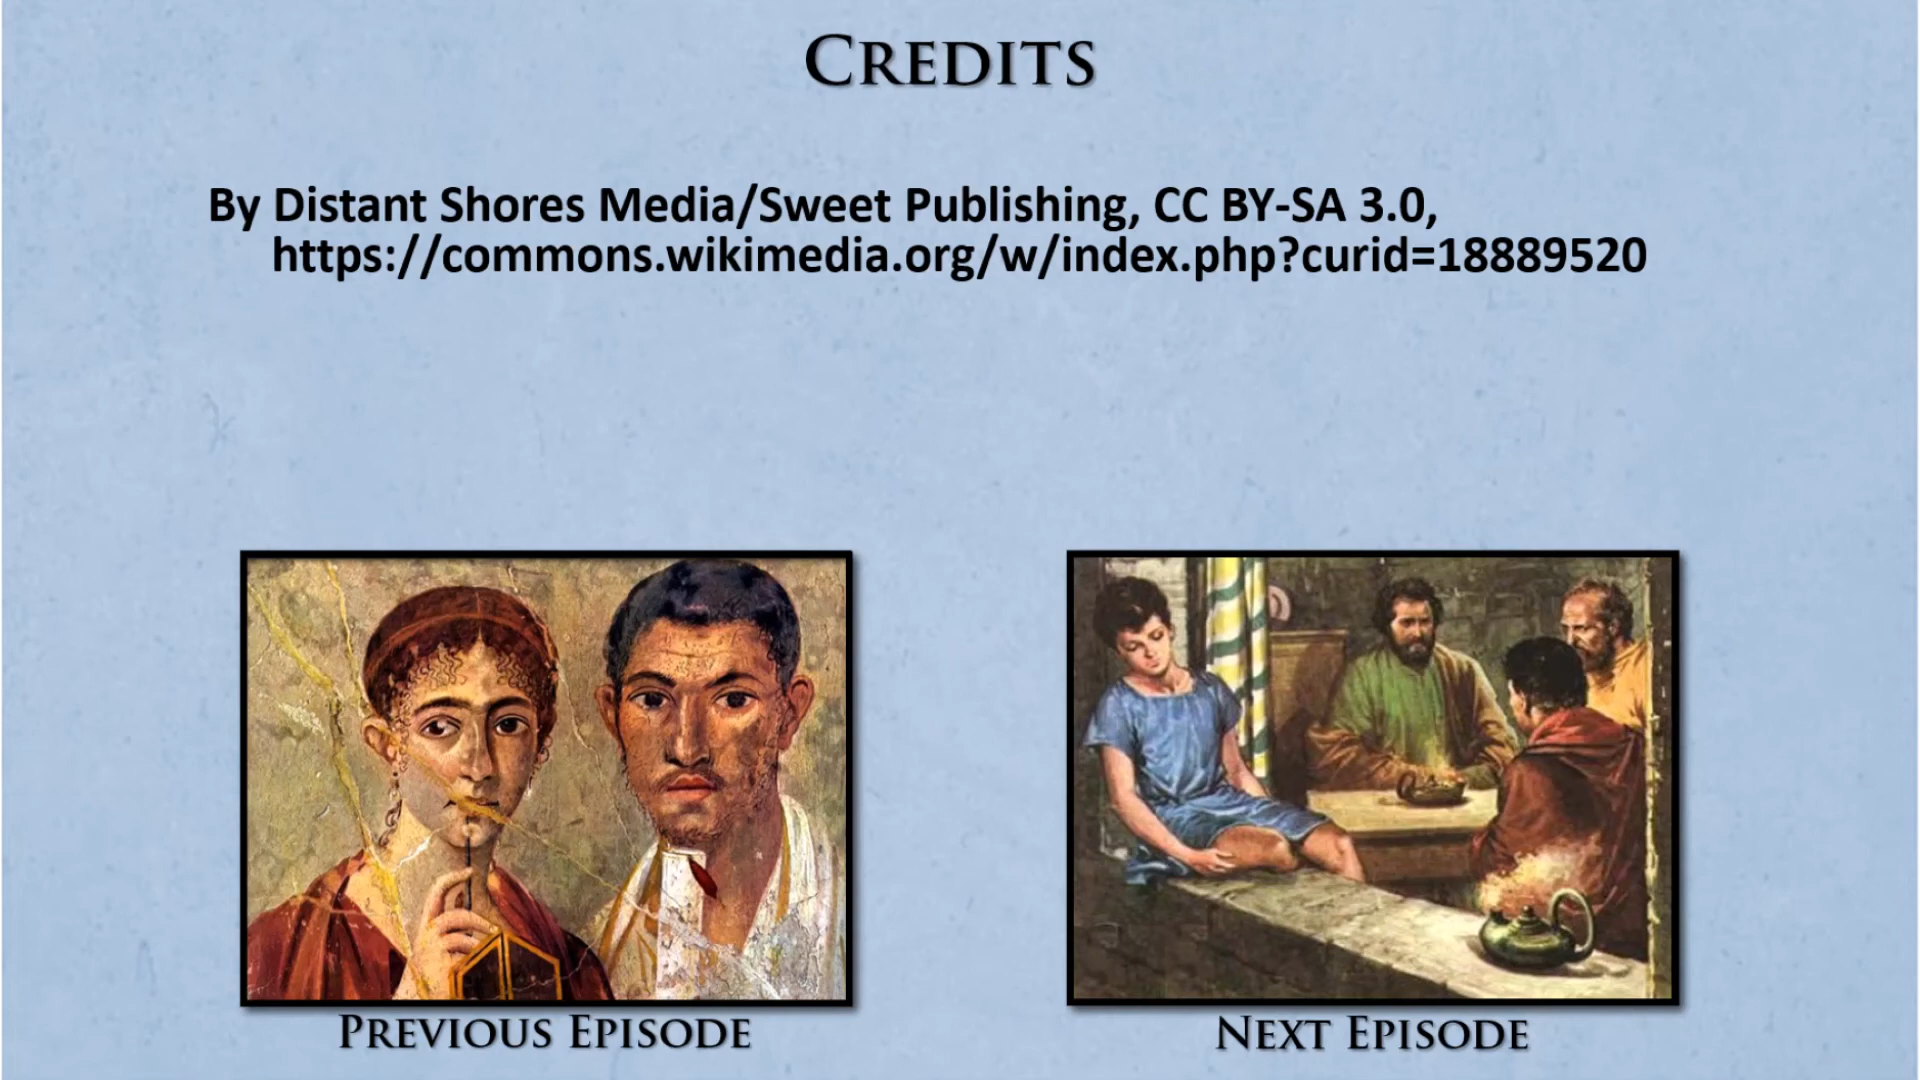 CREDITS
By Distant Shores Media/Sweet Publishing, CC BY-SA 3.0,
https://commons.wikimedia.org/w/index.php?curid=18889520
PREVIOUS EPISODE
NEXT EPISODE